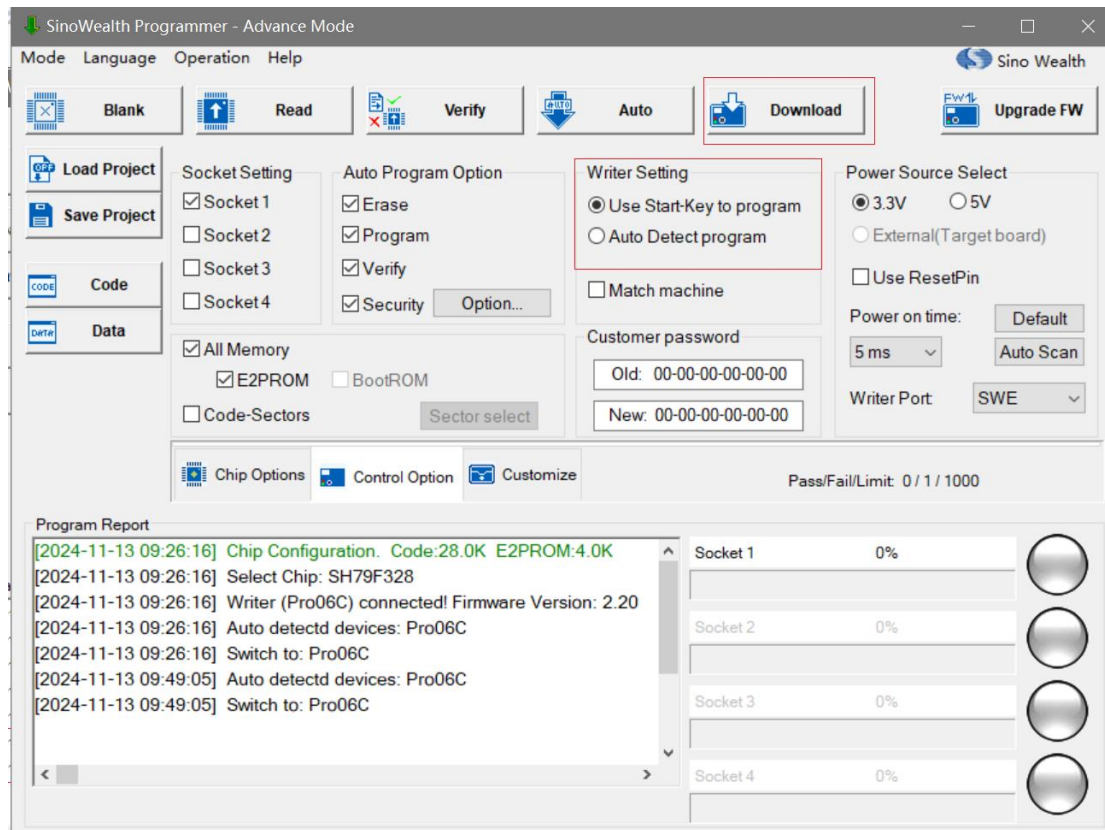 SinoWealth Programmer - Advance Mode
Mode Language Operation Help
Sino Wealth
Blank Read Verify Auto Download Upgrade FW
Load Project
Save Project
Code
Data
Socket Setting
Socket 1
Socket 2
Socket 3
Socket 4
Auto Program Option
Erase
Program
Verify
Security Option...
All Memory
E2PROM BootROM
Code-Sectors Sector select
Writer Setting
Use Start-Key to program
Auto Detect program
Match machine
Customer password
Old: 00-00-00-00-00-00
New: 00-00-00-00-00-00
Power Source Select
3.3V 5V
External(Target board)
Use ResetPin
Power on time: Default
5 ms Auto Scan
Writer Port: SWE
Chip Options Control Option Customize
Pass/Fail/Limit: 0 / 1 / 1000
Program Report
[2024-11-13 09:26:16] Chip Configuration. Code:28.0K E2PROM:4.0K
[2024-11-13 09:26:16] Select Chip: SH79F328
[2024-11-13 09:26:16] Writer (Pro06C) connected! Firmware Version: 2.20
[2024-11-13 09:26:16] Auto detectd devices: Pro06C
[2024-11-13 09:26:16] Switch to: Pro06C
[2024-11-13 09:49:05] Auto detectd devices: Pro06C
[2024-11-13 09:49:05] Switch to: Pro06C
Socket 1 0%
Socket 2 0%
Socket 3 0%
Socket 4 0%